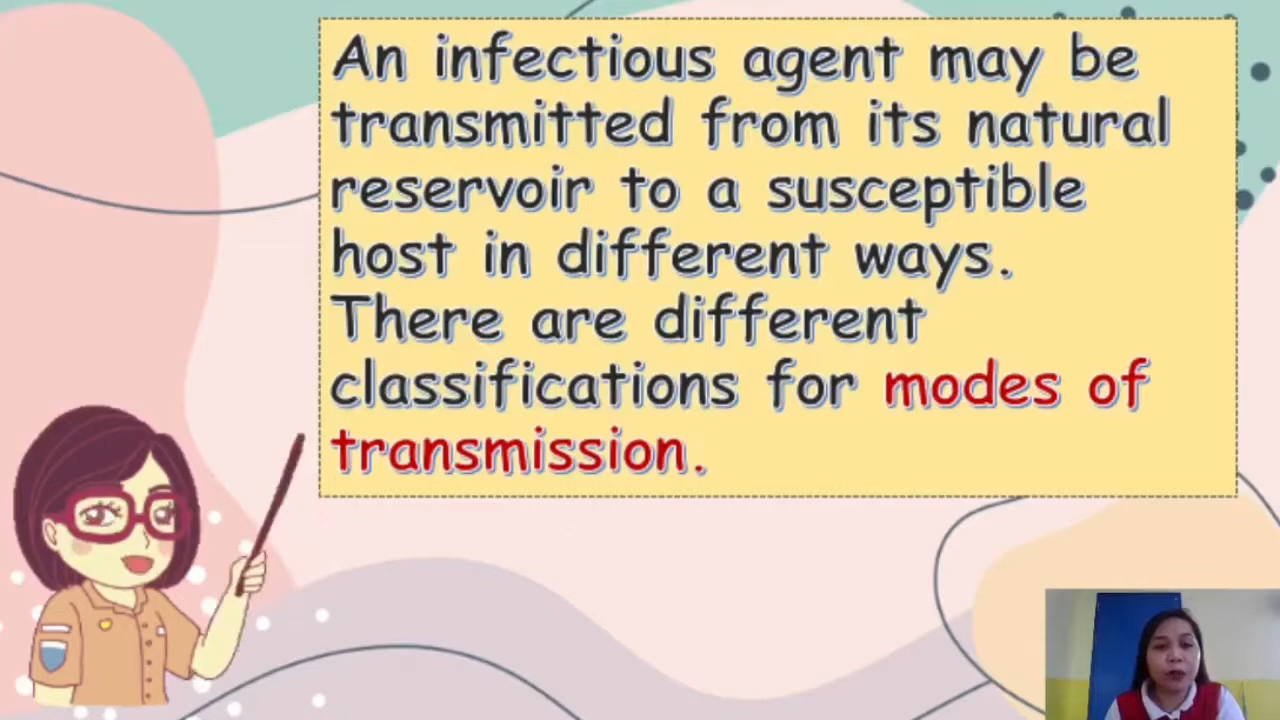 An infectious agent may be
transmitted from its natural
reservoir to a susceptible
host in different ways.
There are different
classifications for modes of
transmission.